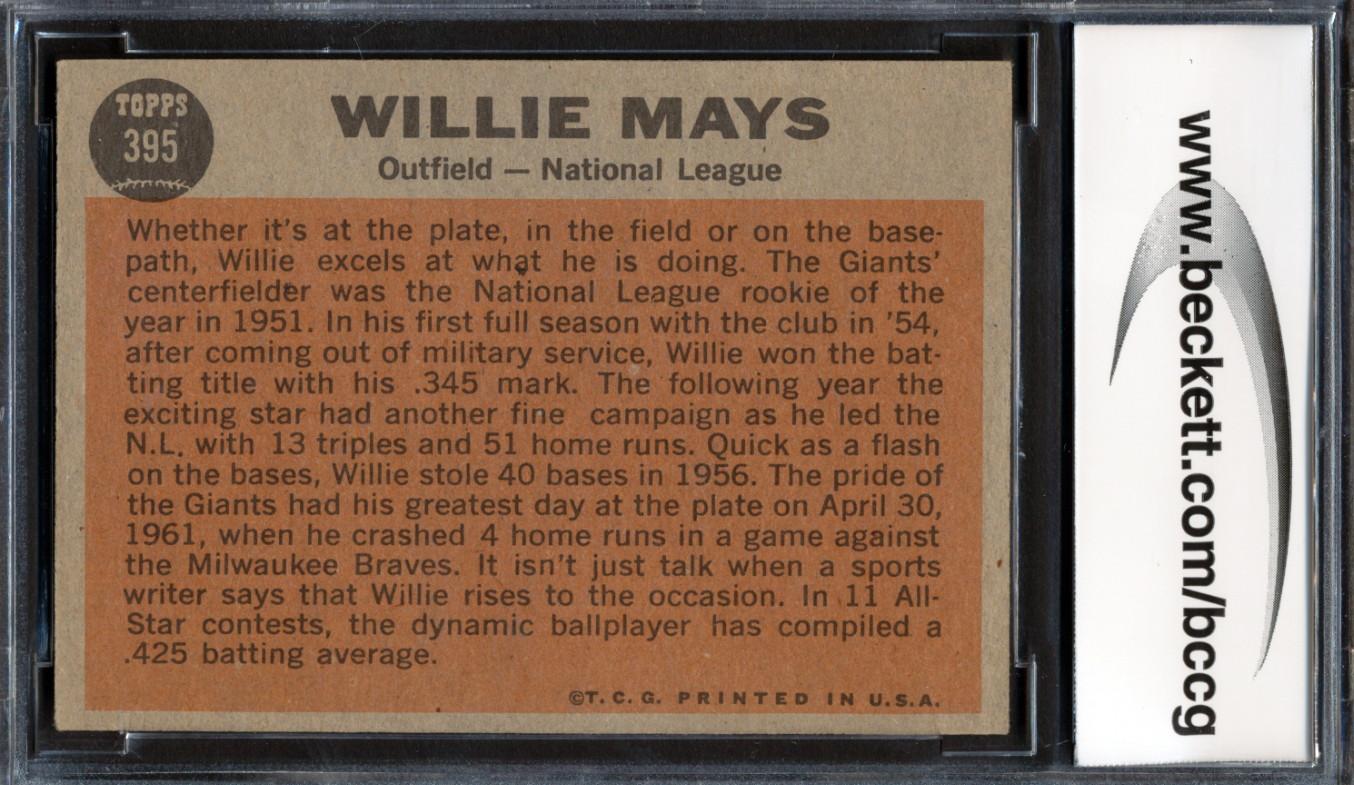 TOPPS
395
WILLIE MAYS
Outfield — National League
Whether it's at the plate, in the field or on the base-
path, Willie excels at what he is doing. The Giants'
centerfielder was the National League rookie of the
year in 1951. In his first full season with the club in '54,
after coming out of military service, Willie won the bat-
ting title with his .345 mark. The following year the
exciting star had another fine campaign as he led the
N.L. with 13 triples and 51 home runs. Quick as a flash
on the bases, Willie stole 40 bases in 1956. The pride of
the Giants had his greatest day at the plate on April 30,
1961, when he crashed 4 home runs in a game against
the Milwaukee Braves. It isn't just talk when a sports
writer says that Willie rises to the occasion. In 11 All-
Star contests, the dynamic ballplayer has compiled a
.425 batting average.
©T.C.G. PRINTED IN U.S.A.
www.beckett.com/bccg